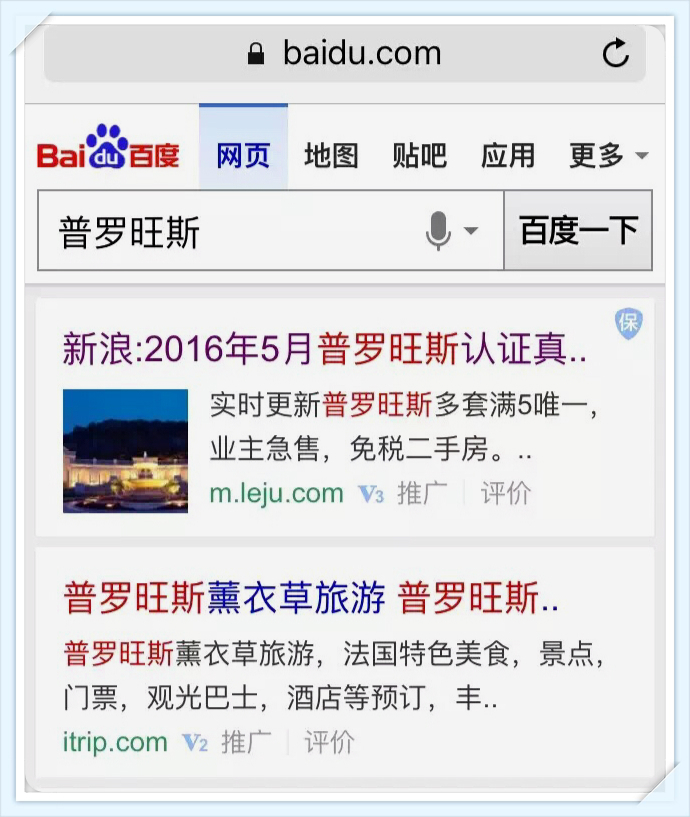 baidu.com
Bai du 百度 网页 地图 贴吧 应用 更多
普罗旺斯 百度一下
保
新浪:2016年5月普罗旺斯认证真..
实时更新普罗旺斯多套满5唯一,
业主急售，免税二手房。..
m.leju.com V3 推广 评价
普罗旺斯薰衣草旅游 普罗旺斯..
普罗旺斯薰衣草旅游，法国特色美食，景点，
门票，观光巴士，酒店等预订，丰..
itrip.com V2 推广 评价